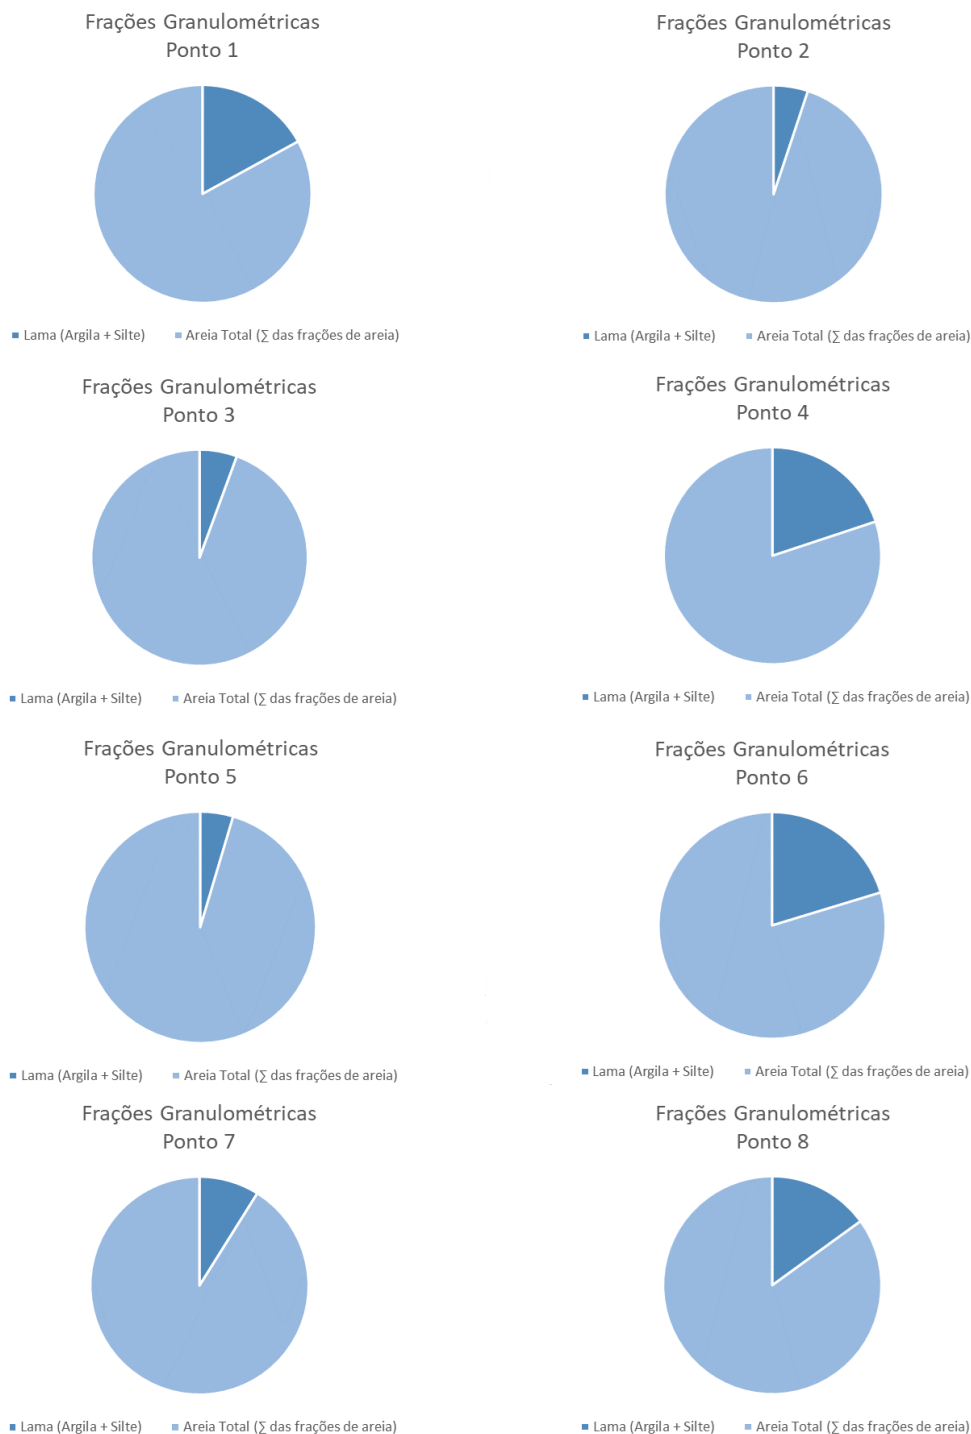 Frações Granulométricas
Ponto 1
Lama (Argila + Silte) Areia Total (∑ das frações de areia)
Frações Granulométricas
Ponto 2
Lama (Argila + Silte) Areia Total (∑ das frações de areia)
Frações Granulométricas
Ponto 3
Lama (Argila + Silte) Areia Total (∑ das frações de areia)
Frações Granulométricas
Ponto 4
Lama (Argila + Silte) Areia Total (∑ das frações de areia)
Frações Granulométricas
Ponto 5
Lama (Argila + Silte) Areia Total (∑ das frações de areia)
Frações Granulométricas
Ponto 6
Lama (Argila + Silte) Areia Total (∑ das frações de areia)
Frações Granulométricas
Ponto 7
Lama (Argila + Silte) Areia Total (∑ das frações de areia)
Frações Granulométricas
Ponto 8
Lama (Argila + Silte) Areia Total (∑ das frações de areia)